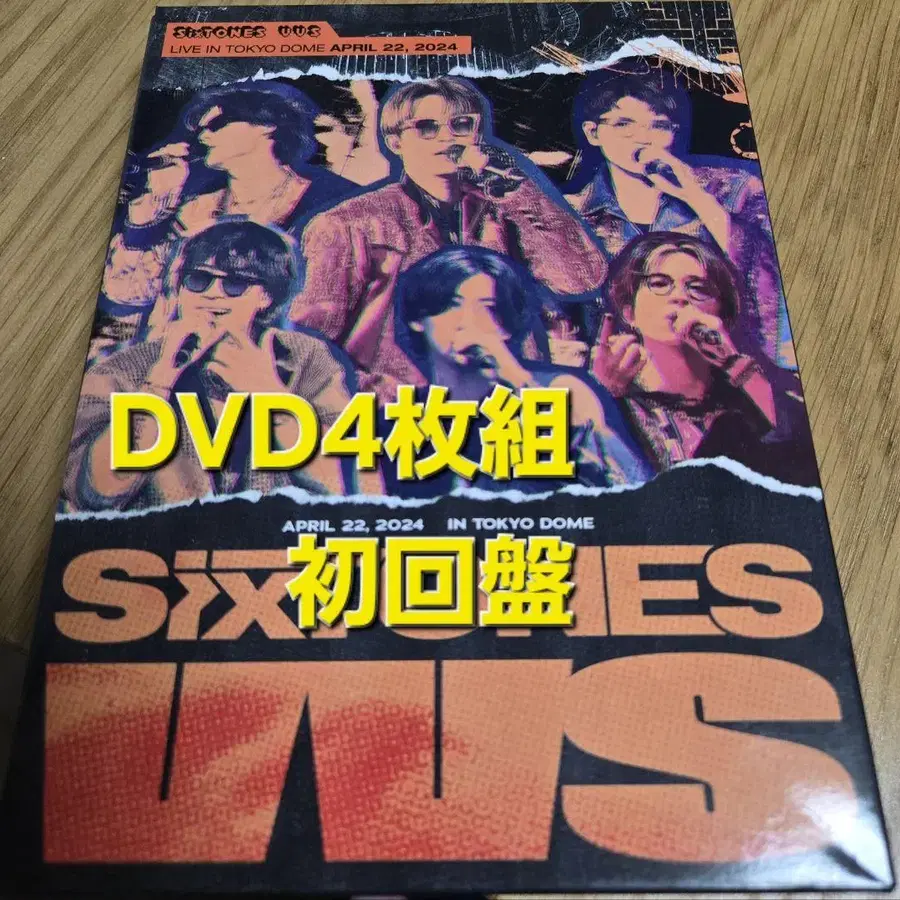 SixTONES VVS
LIVE IN TOKYO DOME APRIL 22, 2024
DVD4枚組
APRIL 22, 2024 IN TOKYO DOME
初回盤
SixTONES
VVS